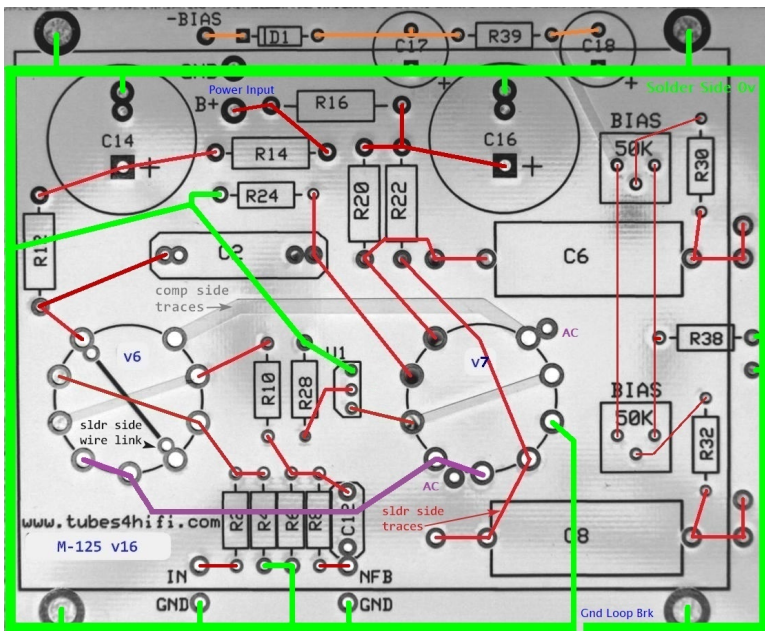 -BIAS
D1
C17
R39
C18
GND
Power Input
Solder Side 0v
B+
R16
C14
+
R14
C16
+
BIAS
50K
R30
R24
R20
R22
C2
C6
comp side
traces
v6
v7
AC
U1
R38
R10
R28
BIAS
50K
sldr side
wire link
R32
AC
sldr side
traces
C8
www.tubes4hifi.com
M-125 v16
IN
NFB
GND
GND
Gnd Loop Brk